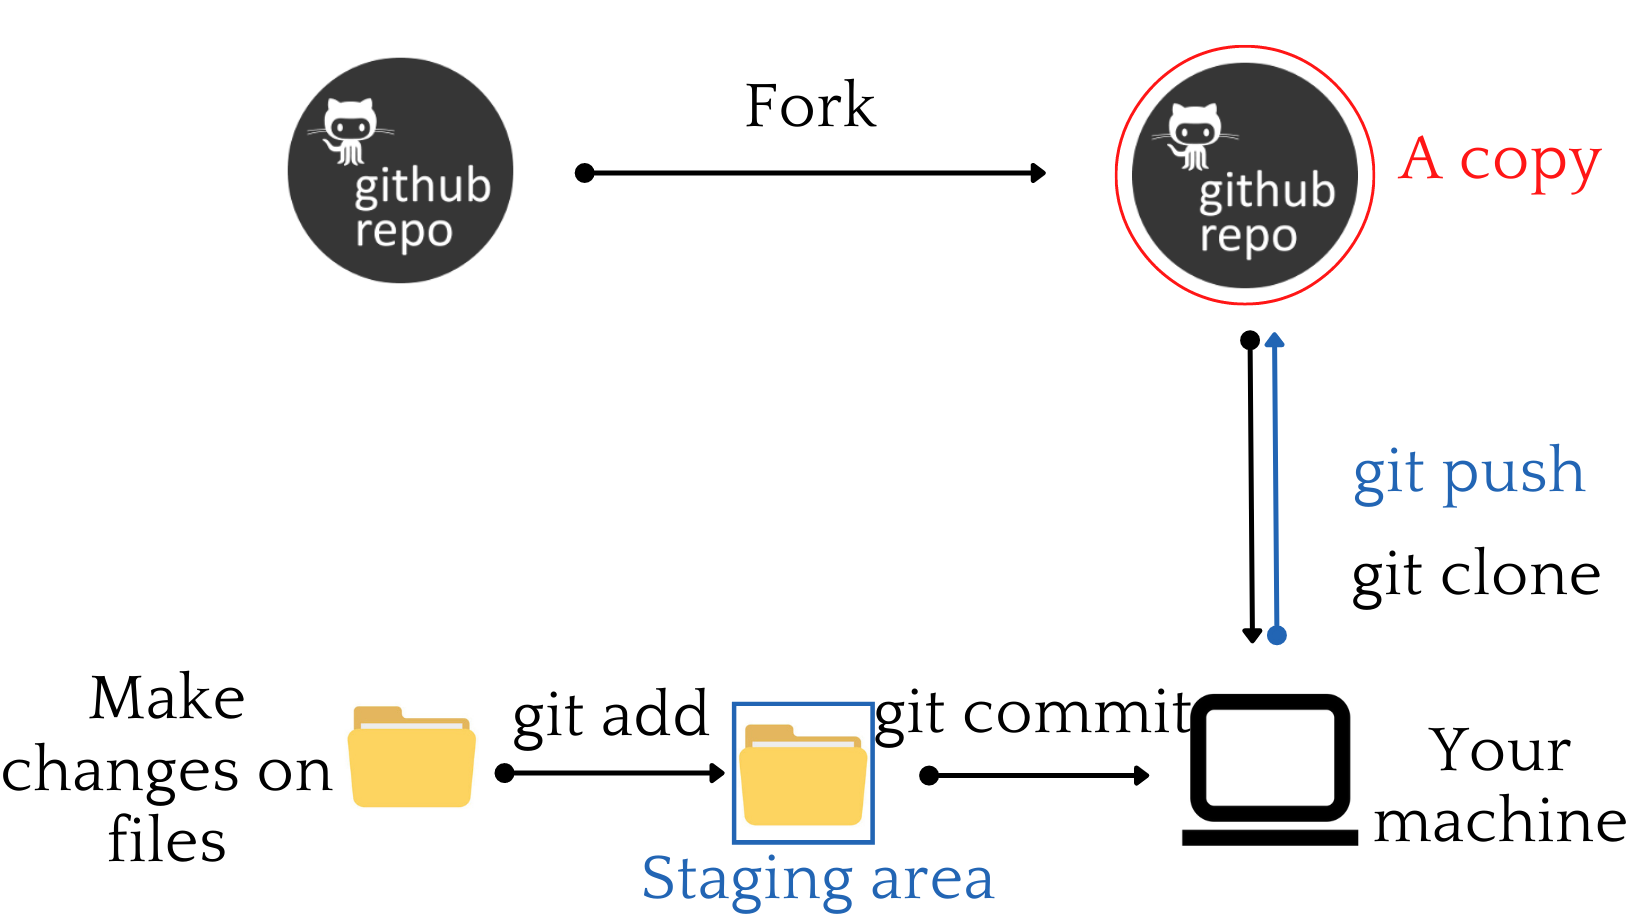 Fork
github
repo
github
repo
A copy
git push
git clone
Make
changes on
files
git add
git commit
Your
machine
Staging area